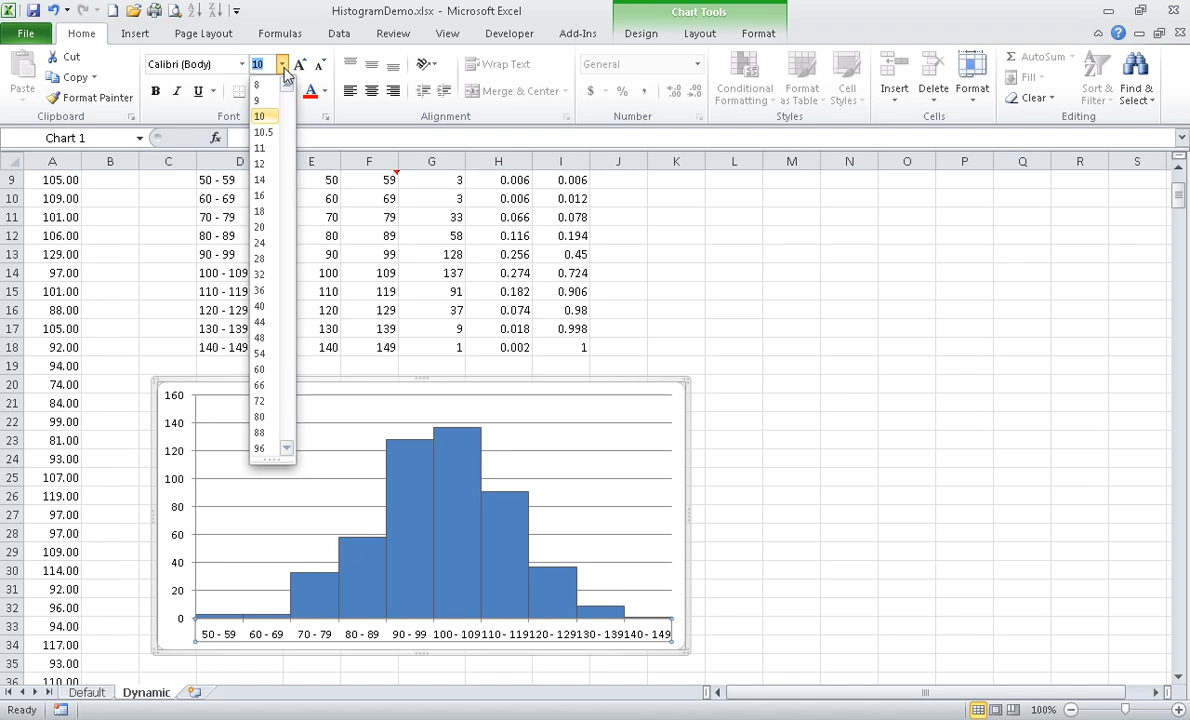 HistogramDemo.xlsx - Microsoft Excel
Chart Tools
File Home Insert Page Layout Formulas Data Review View Developer Add-Ins Design Layout Format
Paste
Cut
Copy
Format Painter
Clipboard
Calibri (Body) 10
B I U
Font
Wrap Text
Merge & Center
Alignment
General
$ % ,
Number
Conditional Formatting
Format as Table
Cell Styles
Styles
Insert Delete Format
Cells
AutoSum
Fill
Clear
Sort & Filter
Find & Select
8
9
10
10.5
11
12
14
16
18
20
24
28
32
36
40
44
48
54
60
66
72
80
88
96
Chart 1 fx
A B C D E F G H I J K L M N O P Q R S
9 105.00 50 - 59 50 59 3 0.006 0.006
10 109.00 60 - 69 60 69 3 0.006 0.012
11 101.00 70 - 79 70 79 33 0.066 0.078
12 106.00 80 - 89 80 89 58 0.116 0.194
13 129.00 90 - 99 90 99 128 0.256 0.45
14 97.00 100 - 109 100 109 137 0.274 0.724
15 101.00 110 - 119 110 119 91 0.182 0.906
16 88.00 120 - 129 120 129 37 0.074 0.98
17 105.00 130 - 139 130 139 9 0.018 0.998
18 92.00 140 - 149 140 149 1 0.002 1
19 94.00
20 74.00
21 84.00
22 99.00
23 81.00
24 93.00
25 107.00
26 119.00
27 97.00
28 97.00
29 109.00
30 114.00
31 92.00
32 96.00
33 94.00
34 117.00
35 93.00
36 110.00
160
140
120
100
80
60
40
20
0
50 - 59 60 - 69 70 - 79 80 - 89 90 - 99 100 - 109 110 - 119 120 - 129 130 - 139 140 - 149
Default Dynamic
Ready 100%